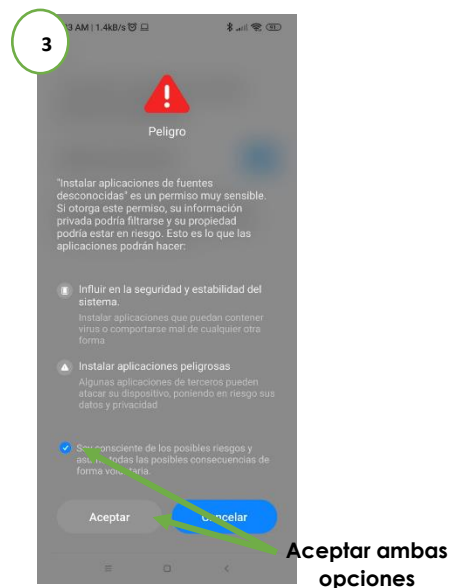 3
3 AM | 1.4kB/s
Peligro
"Instalar aplicaciones de fuentes
desconocidas" es un permiso muy sensible.
Si otorga este permiso, su información
privada podría filtrarse y su propiedad
podría estar en riesgo. Esto es lo que las
aplicaciones podrán hacer:
Influir en la seguridad y estabilidad del
sistema.
Instalar aplicaciones que puedan contener
virus o comportarse mal de cualquier otra
forma
Instalar aplicaciones peligrosas
Algunas aplicaciones de terceros pueden
atacar su dispositivo, poniendo en riesgo sus
datos y privacidad
Soy consciente de los posibles riesgos y
todas las posibles consecuencias de
forma voluntaria.
Aceptar
Cancelar
Aceptar ambas
opciones